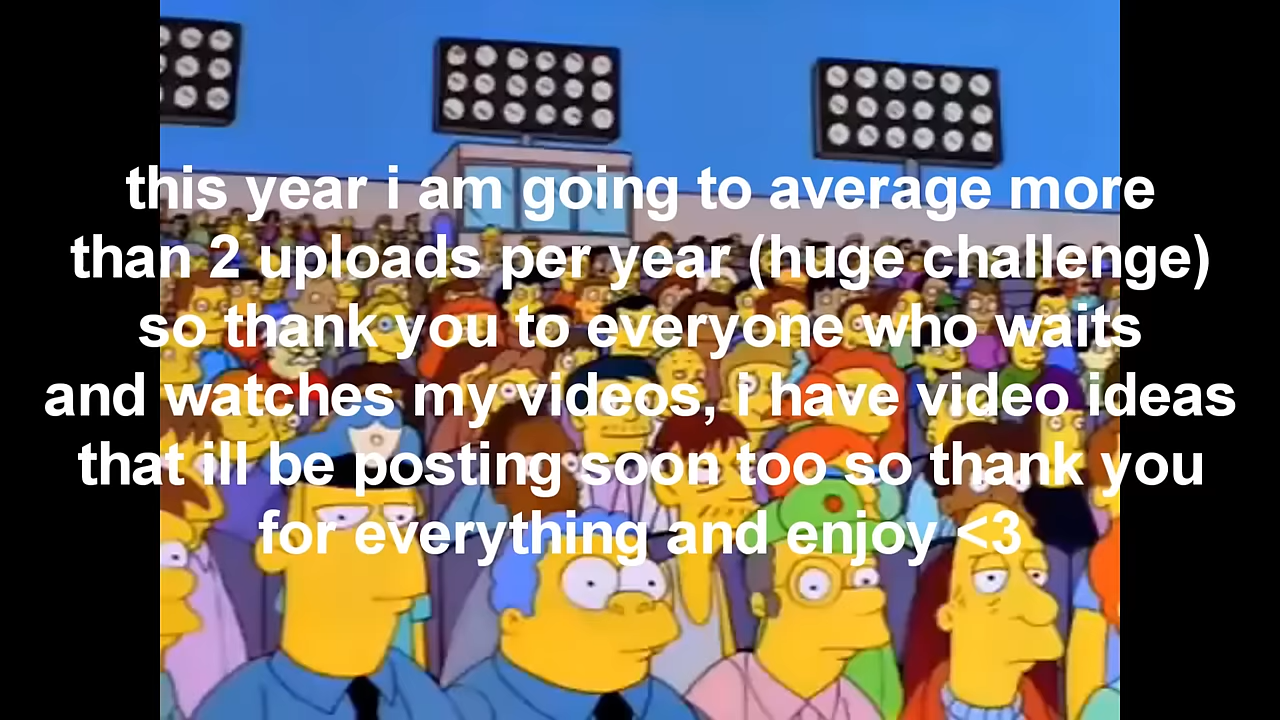 this year i am going to average more
than 2 uploads per year (huge challenge)
so thank you to everyone who waits
and watches my videos, i have video ideas
that ill be posting soon too so thank you
for everything and enjoy <3